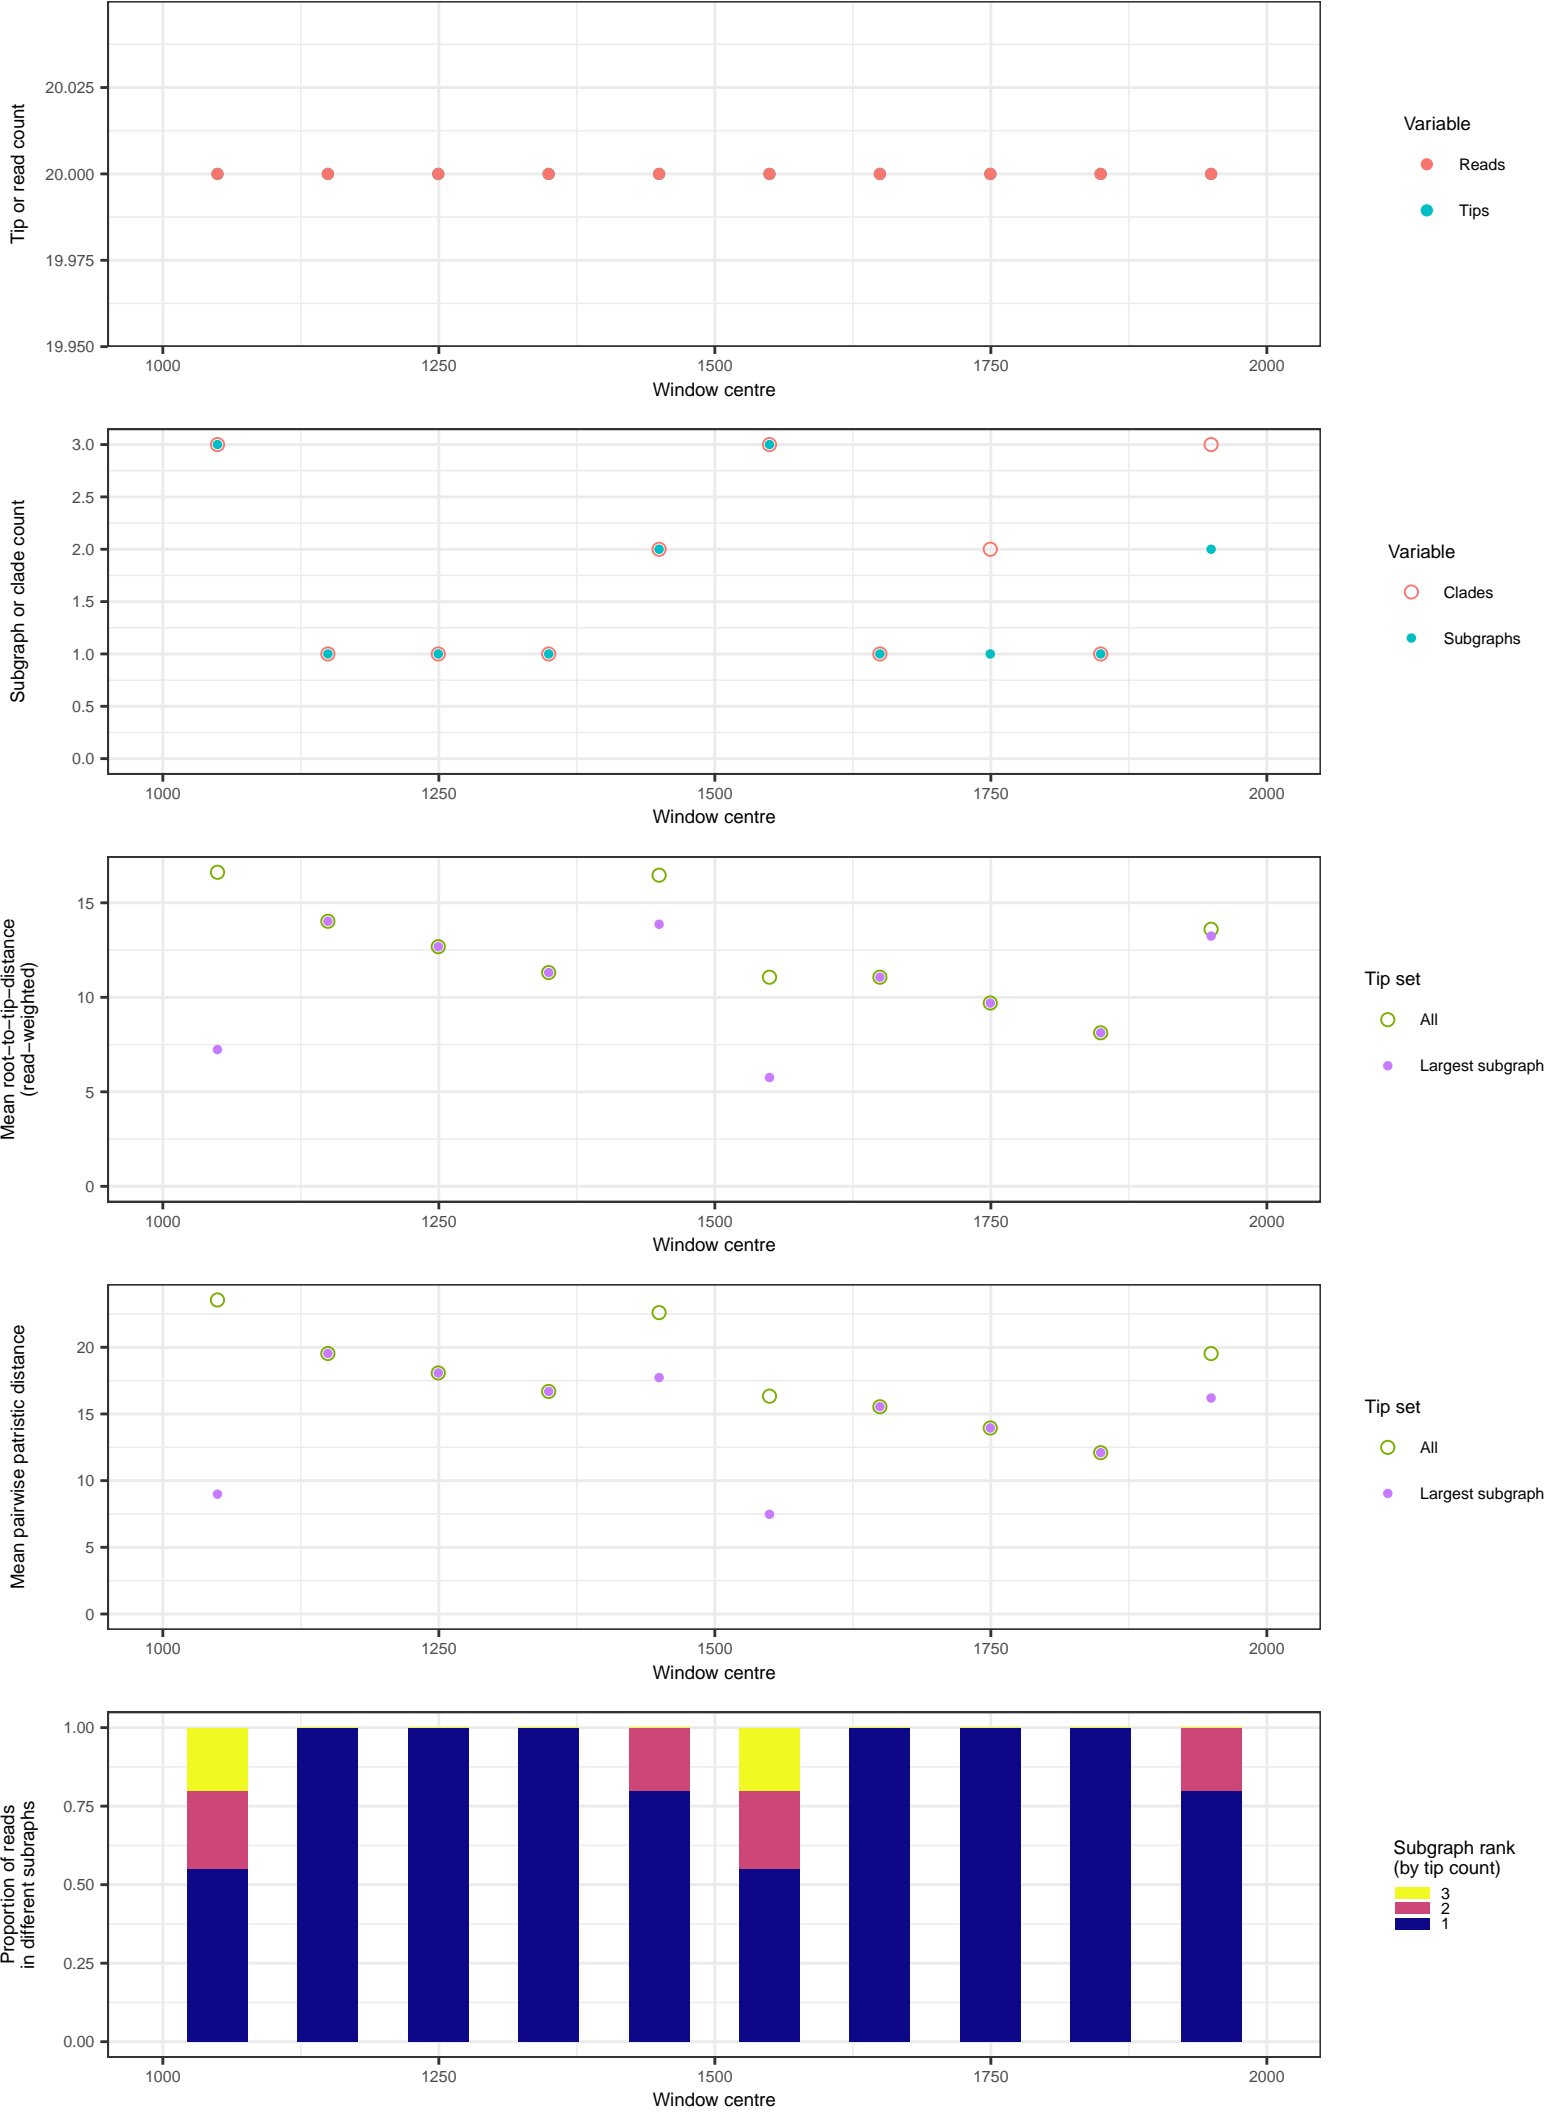 Tip or read count
20.025
20.000
19.975
19.950
1000 1250 1500 1750 2000
Window centre
Variable
Reads
Tips
Subgraph or clade count
3.0
2.5
2.0
1.5
1.0
0.5
0.0
1000 1250 1500 1750 2000
Window centre
Variable
Clades
Subgraphs
Mean root−to−tip−distance
(read−weighted)
15
10
5
0
1000 1250 1500 1750 2000
Window centre
Tip set
All
Largest subgraph
Mean pairwise patristic distance
20
15
10
5
0
1000 1250 1500 1750 2000
Window centre
Tip set
All
Largest subgraph
Proportion of reads
in different subraphs
1.00
0.75
0.50
0.25
0.00
1000 1250 1500 1750 2000
Window centre
Subgraph rank
(by tip count)
3
2
1